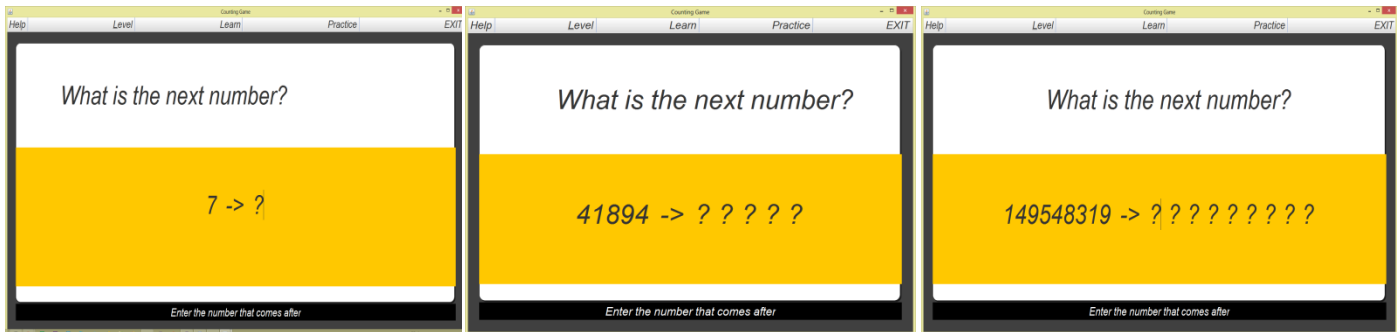 Counting Game
Help Level Learn Practice EXIT
What is the next number?
7 -> ?
Enter the number that comes after
Counting Game
Help Level Learn Practice EXIT
What is the next number?
41894 -> ? ? ? ? ?
Enter the number that comes after
Counting Game
Help Level Learn Practice EXIT
What is the next number?
149548319 -> ? ? ? ? ? ? ? ? ?
Enter the number that comes after